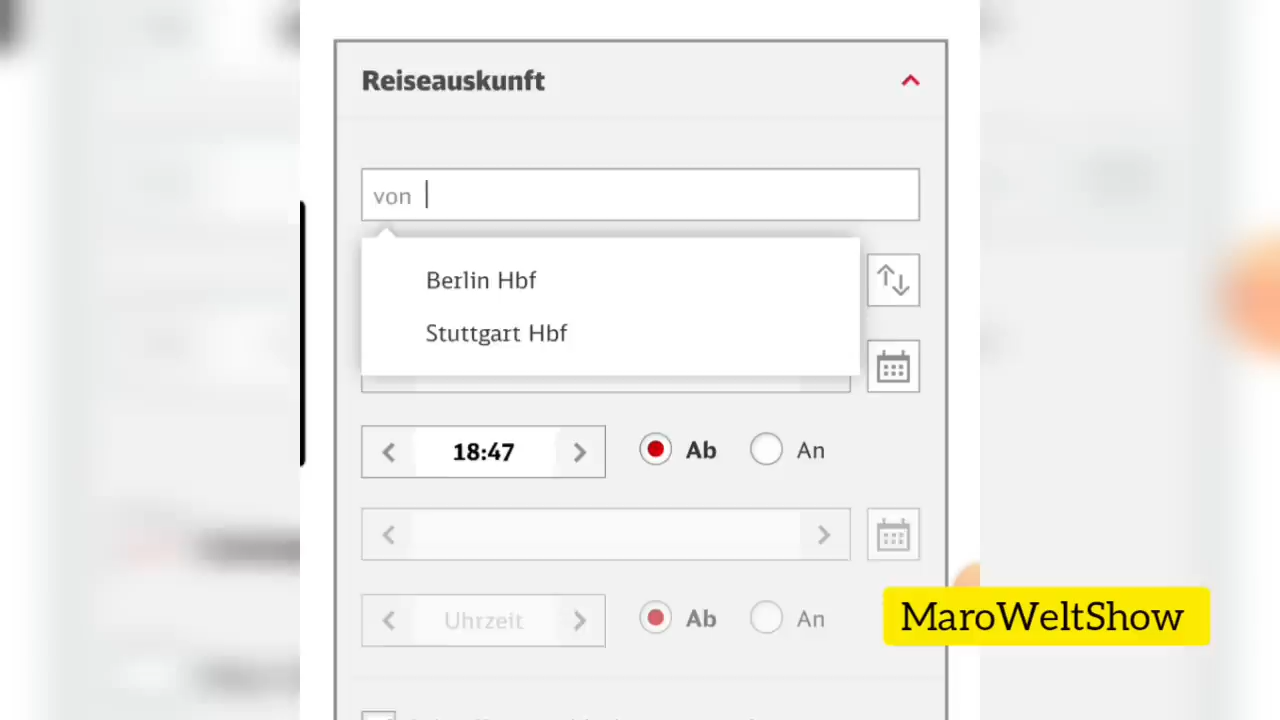 Reiseauskunft
von
Berlin Hbf
Stuttgart Hbf
18:47 Ab An
Uhrzeit Ab An
MaroWeltShow